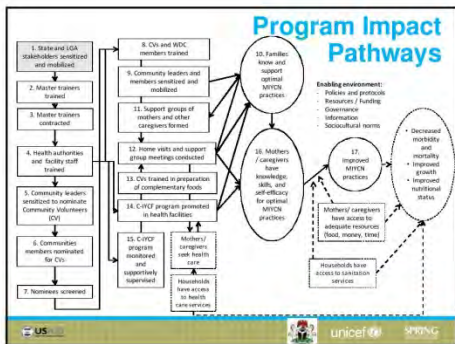 Program Impact
Pathways
1. State and LGA
stakeholders sensitized
and mobilized
2. Master trainers
trained
3. Master trainers
contracted
4. Health authorities
and facility staff
trained
5. Community leaders
sensitized to nominate
Community Volunteers
(CV)
6. Communities
members nominated
for CVs
7. Nominees screened
8. CVs and WDC
members trained
9. Community leaders
and members
sensitized and
mobilized
11. Support groups of
mothers and other
caregivers formed
12. Home visits and support
group meetings conducted
13. CVs trained in preparation of
complementary foods
14. C-IYCF program promoted in
health facilities
15. C-IYCF
program
monitored
and
supportively
supervised
Mothers/
caregivers
seek health
care
Households
have access
to health
care services
10. Families
know and
support
optimal
MIYCN
practices
16. Mothers /
caregivers
have
knowledge,
skills, and
self-efficacy
for optimal
MIYCN
practices
Enabling environment:
- Policies and protocols
- Resources / Funding
- Governance
- Information
- Sociocultural norms
17.
Improved
MIYCN
practices
Mothers/ caregivers
have access to
adequate resources
(food, money, time)
Households have
access to sanitation
services
• Decreased
morbidity
and
mortality
• Improved
growth
• Improved
nutritional
status
USAID
unicef
SPRING